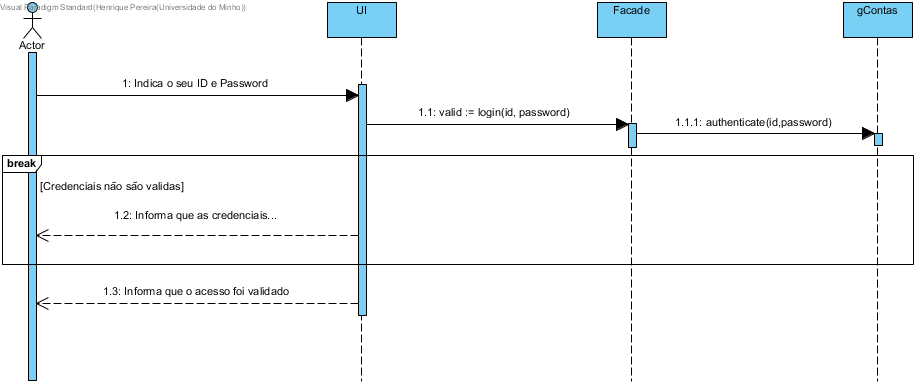 Visual Paradigm Standard(Henrique Pereira(Universidade do Minho))
UI
Facade
gContas
Actor
1: Indica o seu ID e Password
1.1: valid := login(id, password)
1.1.1: authenticate(id,password)
break
[Credenciais não são validas]
1.2: Informa que as credenciais...
1.3: Informa que o acesso foi validado